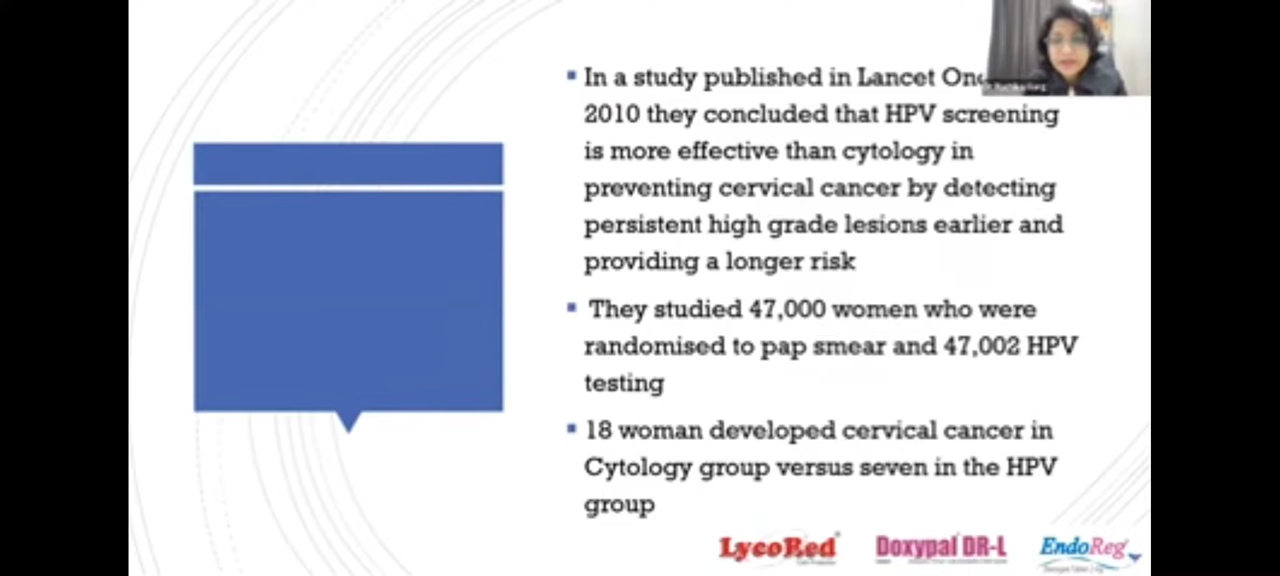 In a study published in Lancet
2010 they concluded that HPV screening
is more effective than cytology in
preventing cervical cancer by detecting
persistent high grade lesions earlier and
providing a longer risk
They studied 47,000 women who were
randomised to pap smear and 47,002 HPV
testing
18 woman developed cervical cancer in
Cytology group versus seven in the HPV
group
LycoRed Doxypal DR-L EndoReg